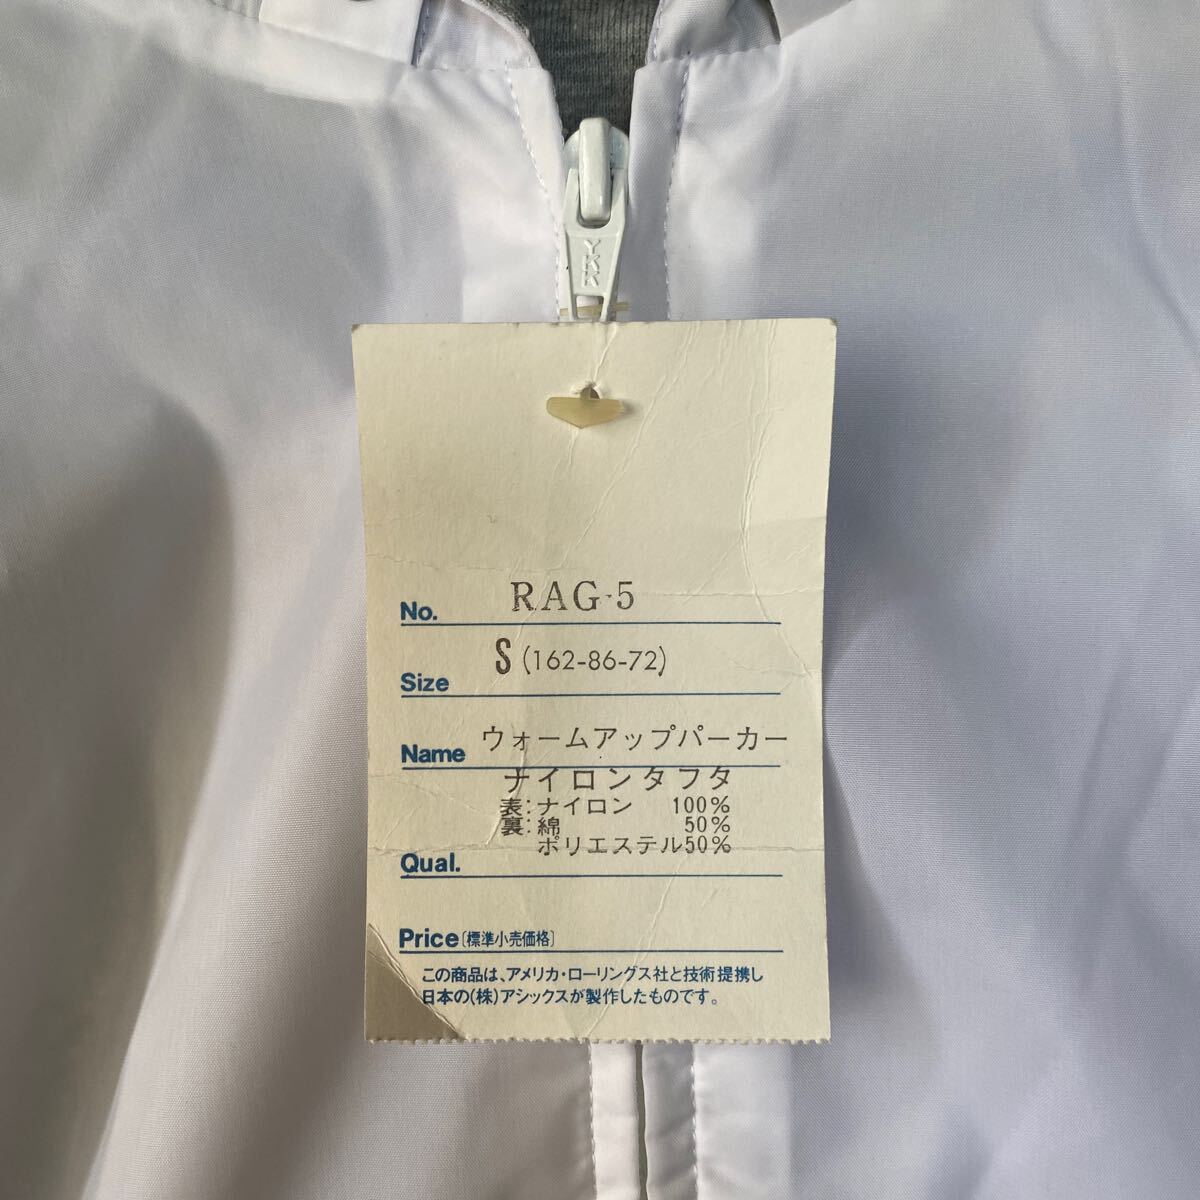 YKK
No. RAG-5
Size S (162-86-72)
Name ウォームアップパーカー
ナイロンタフタ
表:ナイロン 100%
裏:綿 50%
ポリエステル50%
Qual.
Price〔標準小売価格〕
この商品は、アメリカ・ローリングス社と技術提携し
日本の(株)アシックスが製作したものです。